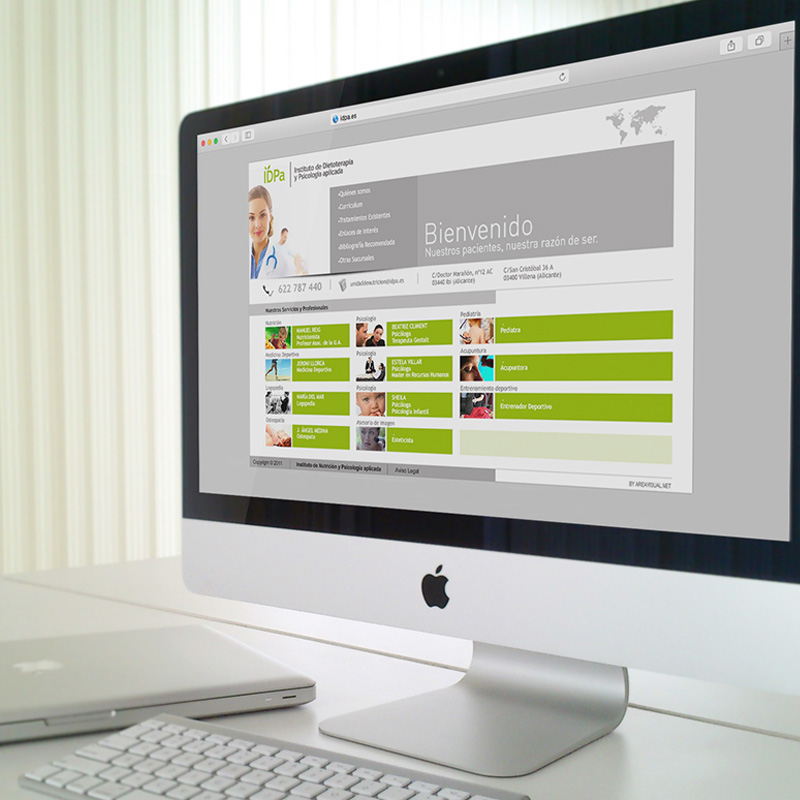 idpa.es
IDPa
Instituto de Dietoterapia
y Psicología aplicada
·Quiénes somos
·Currículum
·Tratamientos Existentes
·Enlaces de interés
·Bibliografía Recomendada
·Otras Sucursales
Bienvenido
Nuestros pacientes, nuestra razón de ser.
622 787 440
unidaddenutricion@idpa.es
C/Doctor Marañón, nº12 AC
03440 Ibi (Alicante)
C/San Cristóbal 36 A
03400 Villena (Alicante)
Nuestros Servicios y Profesionales
Nutrición
MANUEL REIG
Nutricionista
Profesor Asoc. de la U.A.
Psicología
BEATRIZ CLIMENT
Psicóloga
Terapeuta Gestalt
Pediatría
Pediatra
Medicina Deportiva
JEREMI LLORCA
Medicina Deportiva
Psicología
ESTELA VILLAR
Psicóloga
Master en Recursos Humanos
Acupuntura
Acupuntura
Logopedia
MARÍA DEL MAR
Logopedia
Psicología
SHEILA
Psicóloga
Psicología Infantil
Entrenamiento deportivo
Entrenador Deportivo
Osteopatía
J. ÁNGEL MEDINA
Osteopata
Asesoría de imagen
Esteticista
Copyright © 2011
Instituto de Nutrición y Psicología aplicada
Aviso Legal
BY AREAVISUAL.NET